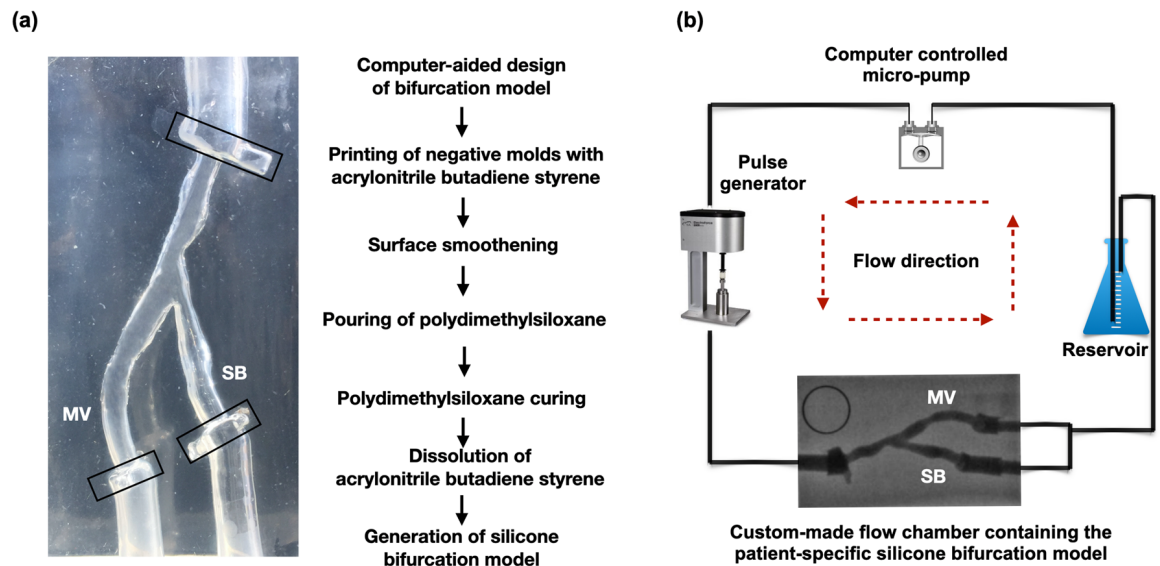 (a)
MV
SB
Computer-aided design
of bifurcation model
Printing of negative molds with
acrylonitrile butadiene styrene
Surface smoothening
Pouring of polydimethylsiloxane
Polydimethylsiloxane curing
Dissolution of
acrylonitrile butadiene styrene
Generation of silicone
bifurcation model
(b)
Computer controlled
micro-pump
Pulse
generator
Flow direction
Reservoir
MV
SB
Custom-made flow chamber containing the
patient-specific silicone bifurcation model